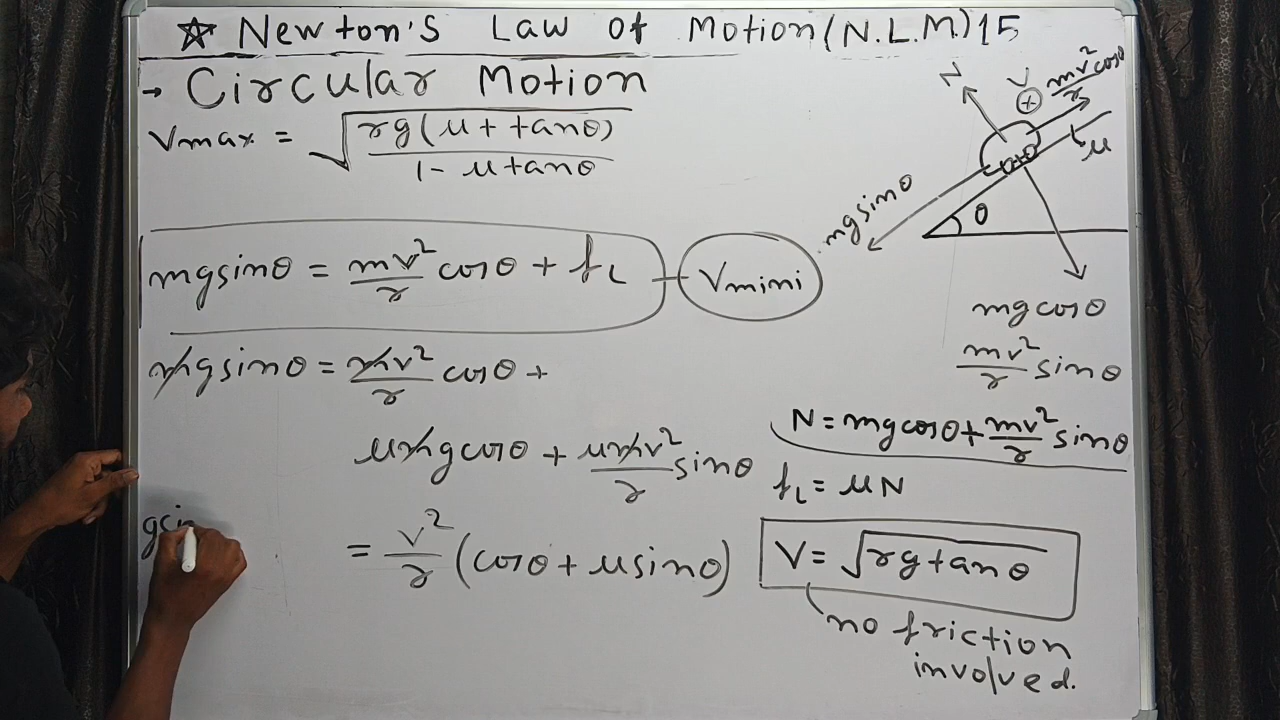 ☆ Newton's Law of Motion (N.L.M) 15
→ Circular Motion
Vmax = √(rg(μ + tanθ) / 1 - μtanθ)
mgsinθ = mv²/r cosθ + fL
Vmini
mgsinθ = mv²/r cosθ +
μmgcosθ + μmv²/r sinθ
gsi
= v²/r (cosθ + μsinθ)
N
V
mv²/r cosθ
μ
mgsinθ
θ
mgcosθ
mv²/r sinθ
N = mgcosθ + mv²/r sinθ
fL = μN
V = √rgtanθ
no friction
involved.